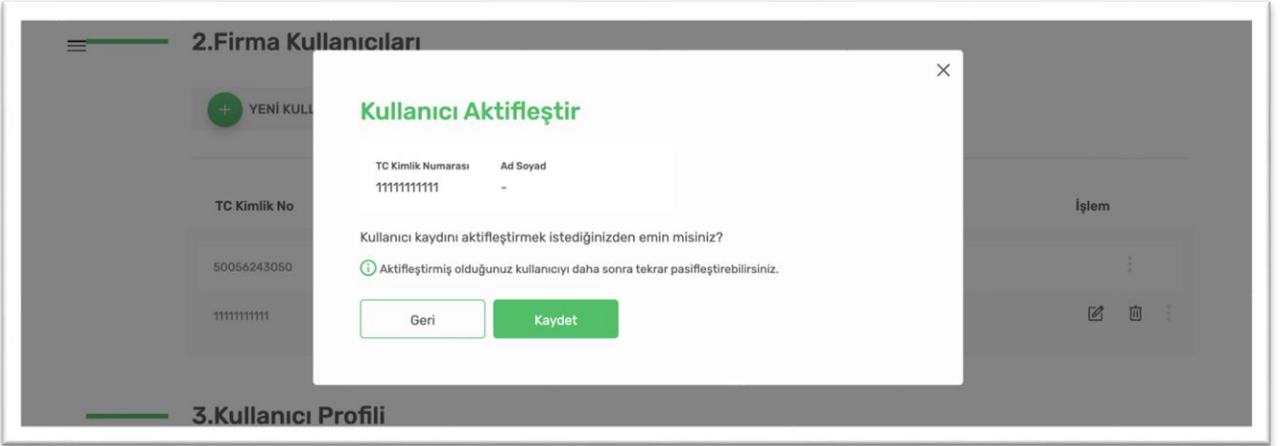 2.Firma Kullanıcıları
YENİ KULL
Kullanıcı Aktifleştir
TC Kimlik Numarası Ad Soyad
11111111111 -
Kullanıcı kaydını aktifleştirmek istediğinizden emin misiniz?
Aktifleştirmiş olduğunuz kullanıcıyı daha sonra tekrar pasifleştirebilirsiniz.
Geri Kaydet
TC Kimlik No İşlem
50056243050
11111111111
3.Kullanıcı Profili